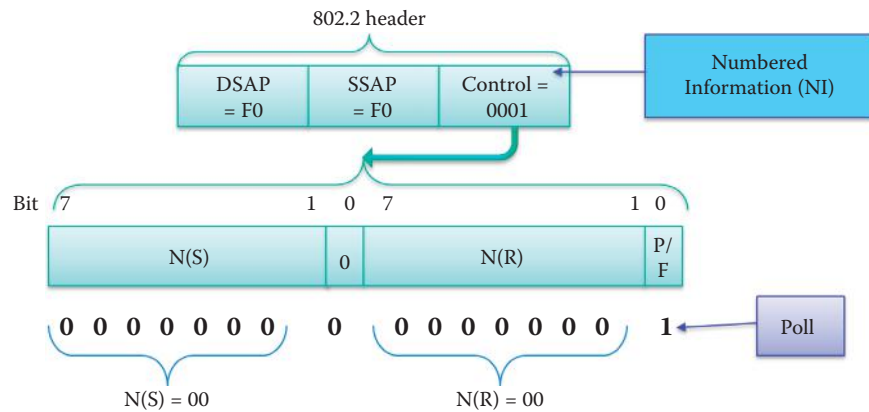 802.2 header
DSAP
= F0
SSAP
= F0
Control =
0001
Numbered
Information (NI)
Bit 7 1 0 7 1 0
N(S) 0 N(R) P/
F
0 0 0 0 0 0 0 0 0 0 0 0 0 0 0 1
Poll
N(S) = 00 N(R) = 00